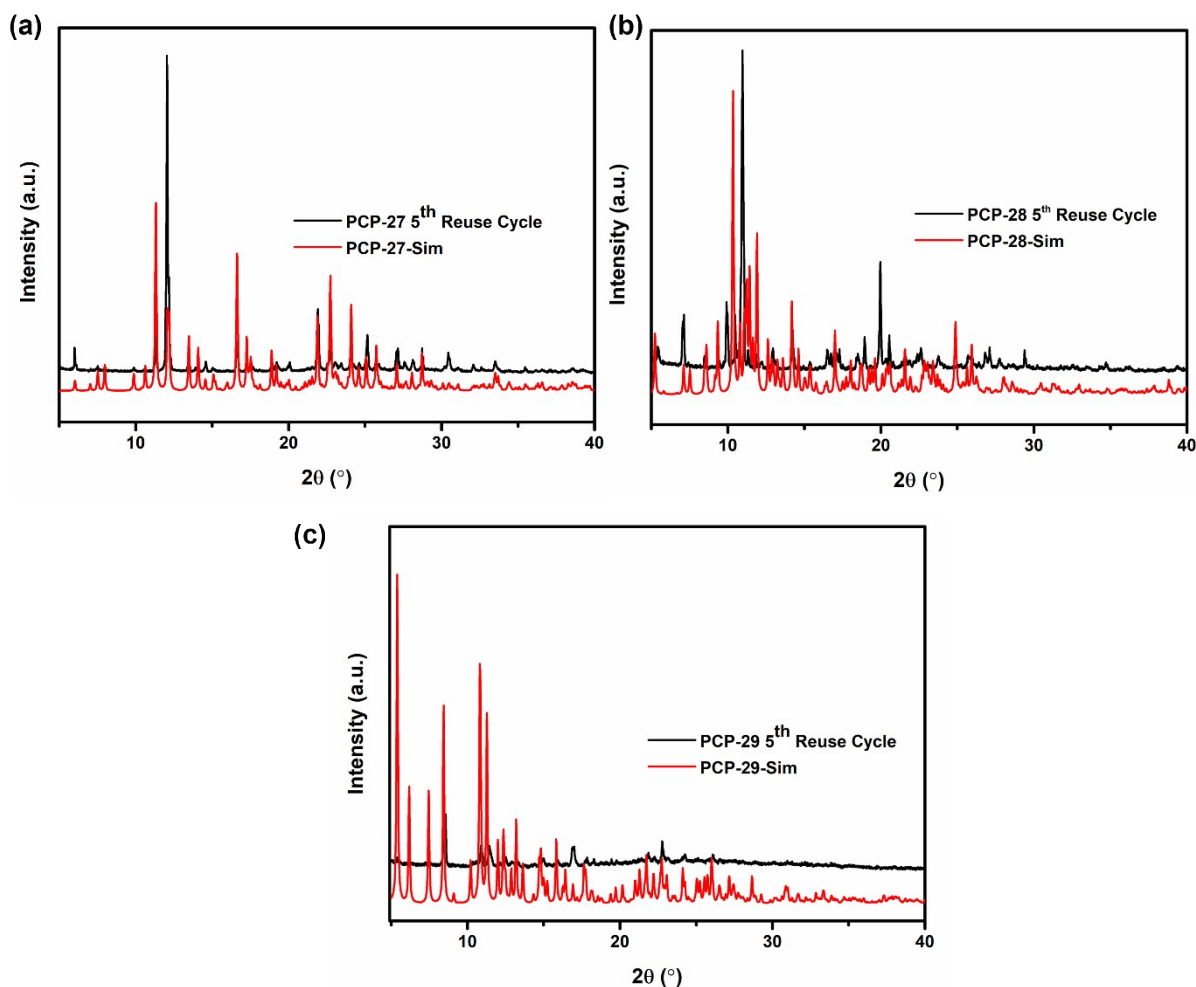 (a)
Intensity (a.u.)
PCP-27 5th Reuse Cycle
PCP-27-Sim
10 20 30 40
2θ (°)
(b)
Intensity (a.u.)
PCP-28 5th Reuse Cycle
PCP-28-Sim
10 20 30 40
2θ (°)
(c)
Intensity (a.u.)
PCP-29 5th Reuse Cycle
PCP-29-Sim
10 20 30 40
2θ (°)